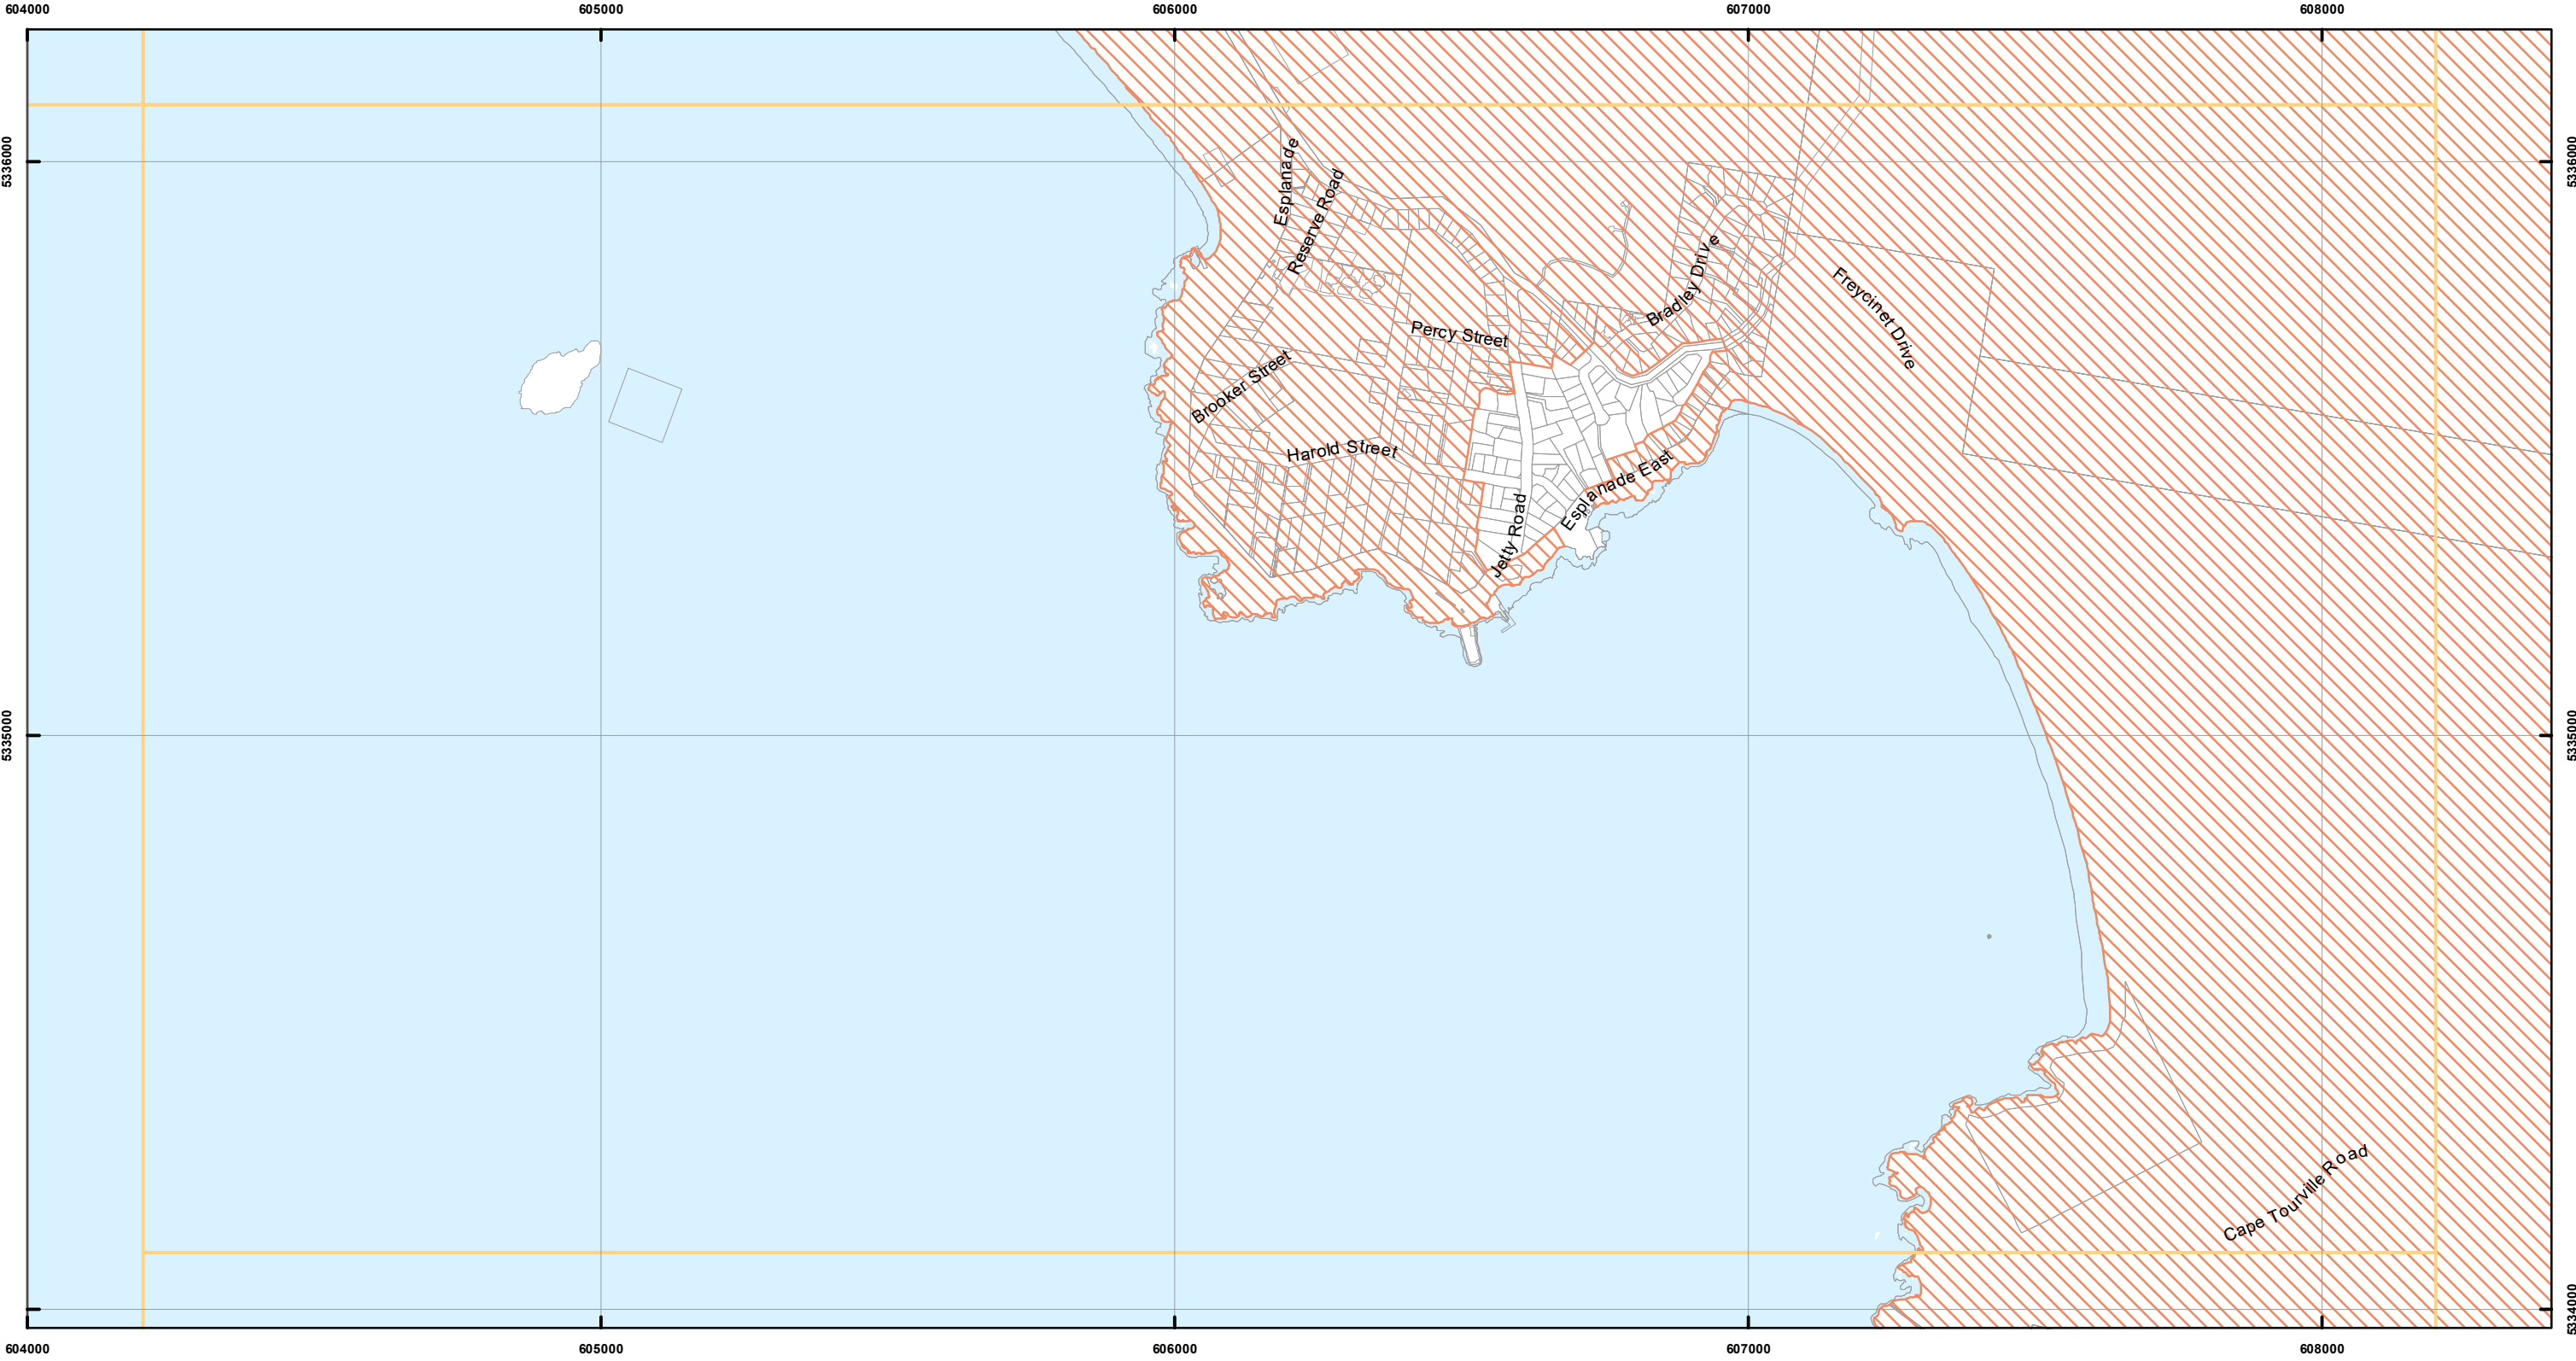 604000 605000 606000 607000 608000
5336000
5336000
Esplanade
Reserve Road
Bradley Drive
Freycinet Drive
Percy Street
Brooker Street
Harold Street
Esplanade East
Jetty Road
5335000
5335000
Cape Tourville Road
5334000
604000 605000 606000 607000 608000